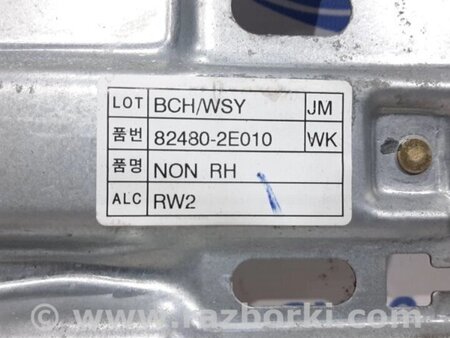 LOT BCH/WSY JM
품번 82480-2E010 WK
품명 NON RH
ALC RW2
www.razborki.com